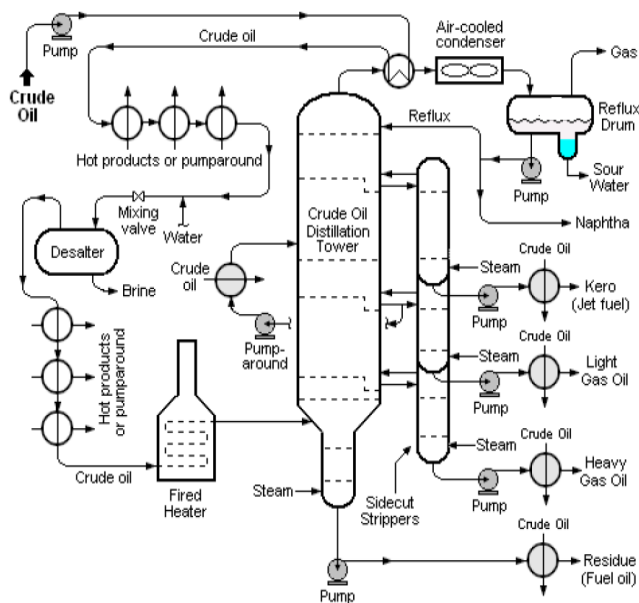 Pump
Crude
Oil
Crude oil
Air-cooled
condenser
Gas
Reflux
Drum
Hot products or pumparound
Reflux
Pump
Sour
Water
Naphtha
Mixing
valve
Water
Desalter
Brine
Crude Oil
Distillation
Tower
Crude
oil
Pump-
around
Steam
Crude Oil
Pump
Kero
(Jet fuel)
Steam
Crude Oil
Pump
Light
Gas Oil
Hot products
or pumparound
Crude oil
Fired
Heater
Steam
Sidecut
Strippers
Steam
Crude Oil
Pump
Heavy
Gas Oil
Crude Oil
Pump
Residue
(Fuel oil)